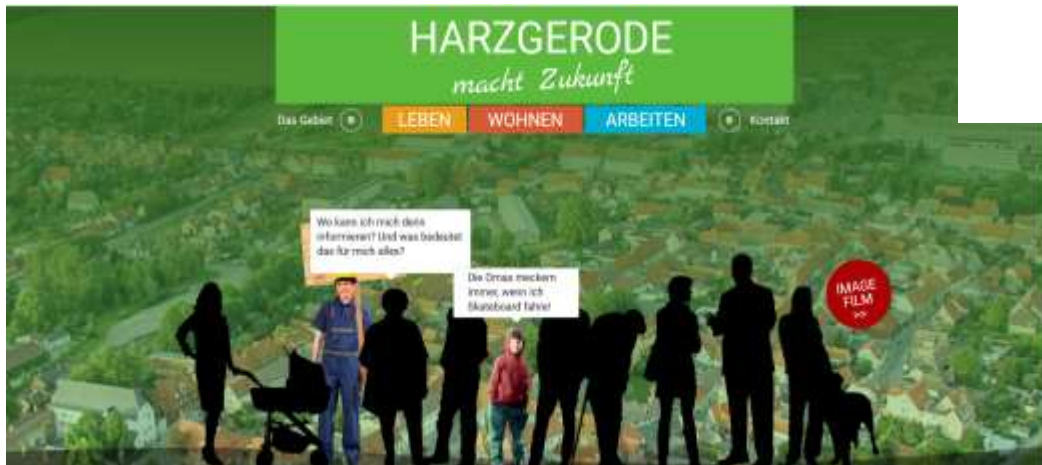 HARZGERODE
macht Zukunft
Das Gebiet
LEBEN
WOHNEN
ARBEITEN
Kontakt
Wo kann ich mich denn
informieren? Und was bedeutet
das für mich alles?
Die Omas meckern
immer, wenn ich
Skateboard fahre!
IMAGE
FILM
>>